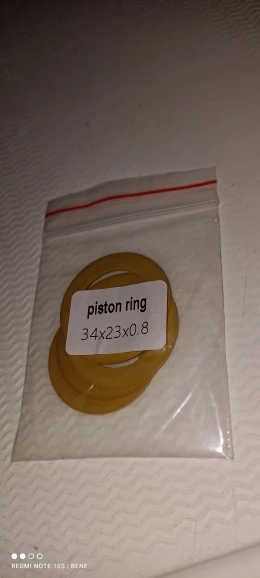 piston ring
34x23x0.8
REDMI NOTE 10S | BENE